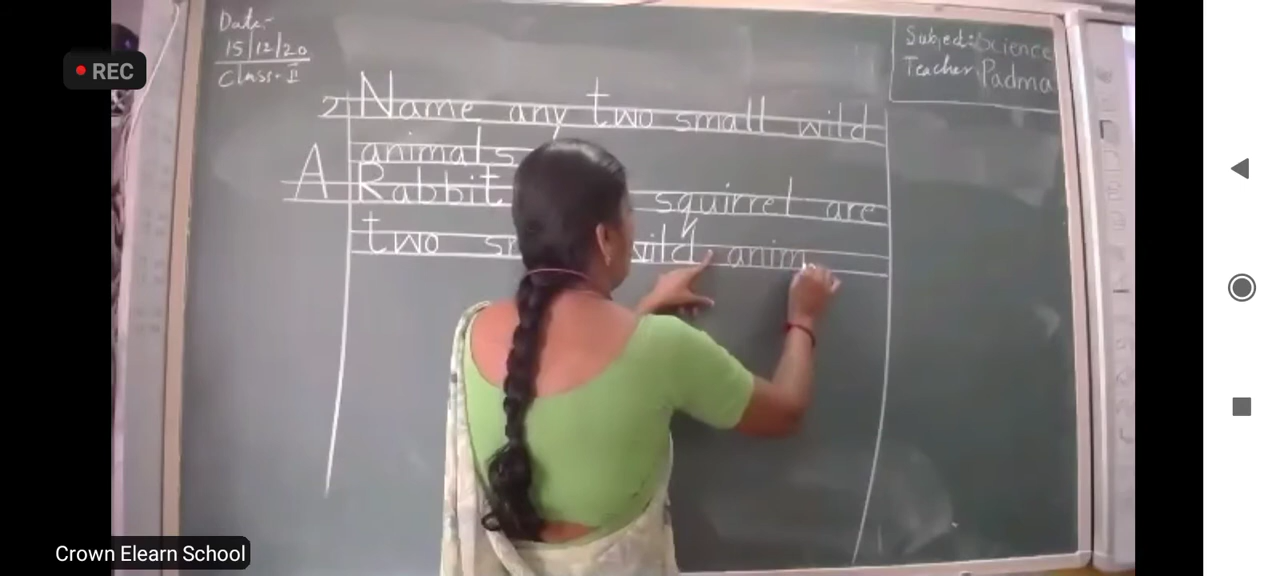 Date:-
15/12/20
Class-II
Subject: Science
Teacher: Padma
REC
2 Name any two small wild
animals
A Rabbit squirrel are
two wild anim
Crown Elearn School